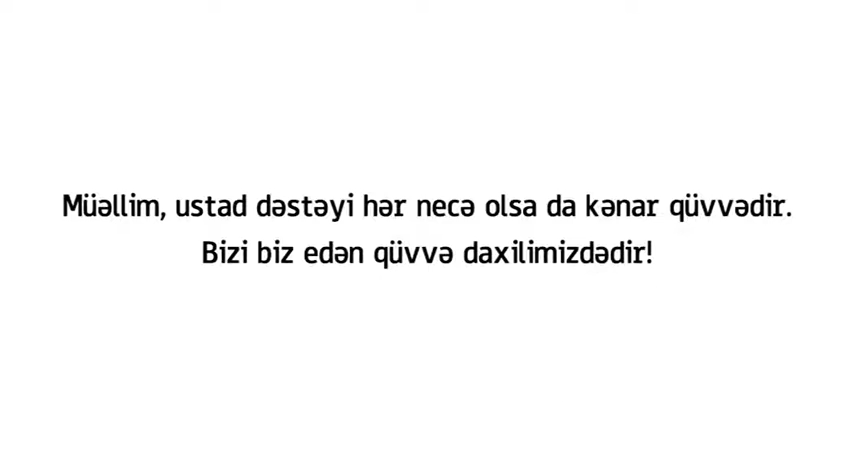 Müəllim, ustad dəstəyi hər necə olsa da kənar qüvvədir.
Bizi biz edən qüvvə daxilimizdədir!